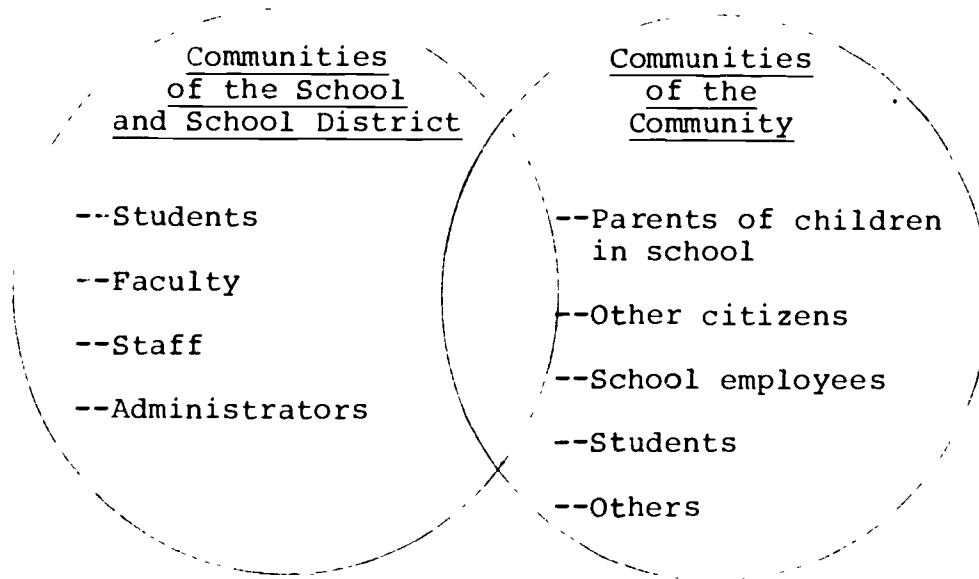 Communities
of the School
and School District
--Students
--Faculty
--Staff
--Administrators
Communities
of the
Community
--Parents of children
in school
--Other citizens
--School employees
--Students
--Others